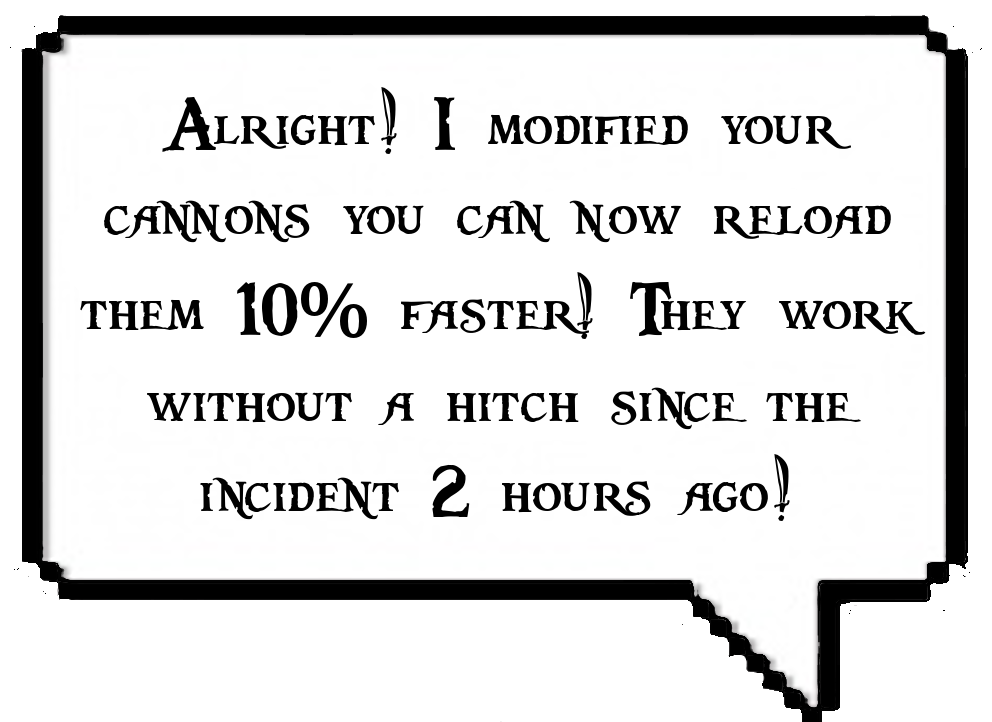 Alright! I modified your
cannons you can now reload
them 10% faster! They work
without a hitch since the
incident 2 hours ago!